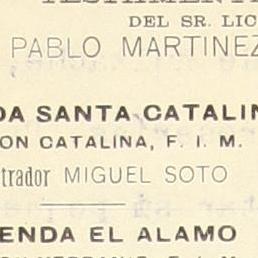 DEL SR. LIC
PABLO MARTINEZ
DA SANTA CATALIN
ON CATALINA, F. I. M.
trador MIGUEL SOTO
ENDA EL ALAMO